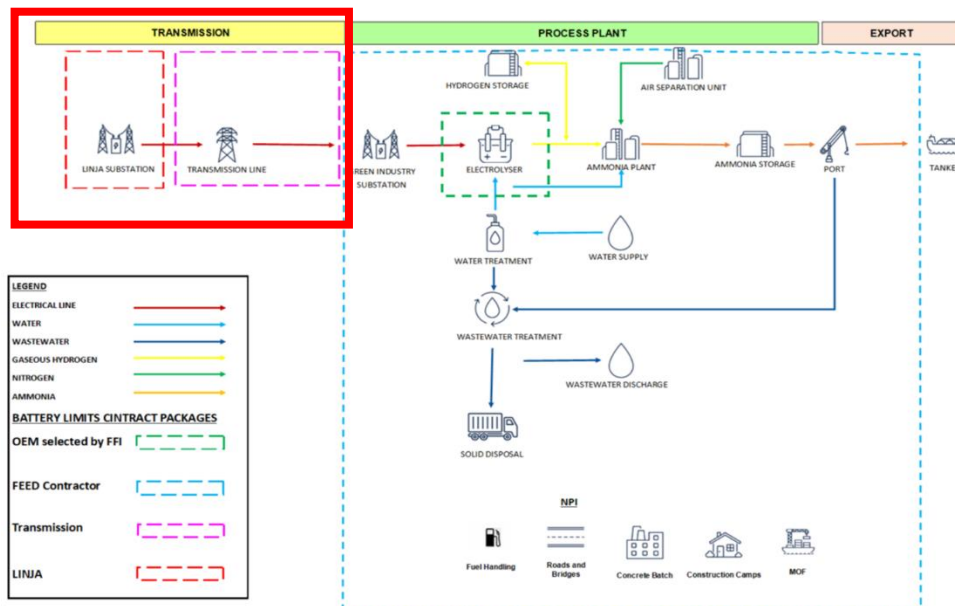 TRANSMISSION
PROCESS PLANT
EXPORT
HYDROGEN STORAGE
AIR SEPARATION UNIT
LINJA SUBSTATION
TRANSMISSION LINE
REEN INDUSTRY
SUBSTATION
ELECTROLYSER
AMMONIA PLANT
AMMONIA STORAGE
PORT
TANKE
WATER TREATMENT
WATER SUPPLY
WASTEWATER TREATMENT
WASTEWATER DISCHARGE
SOLID DISPOSAL
LEGEND
ELECTRICAL LINE
WATER
WASTEWATER
GASEOUS HYDROGEN
NITROGEN
AMMONIA
BATTERY LIMITS CINTRACT PACKAGES
OEM selected by FFI
FEED Contractor
Transmission
LINJA
NPI
Fuel Handling
Roads and
Bridges
Concrete Batch
Construction Camps
MOF